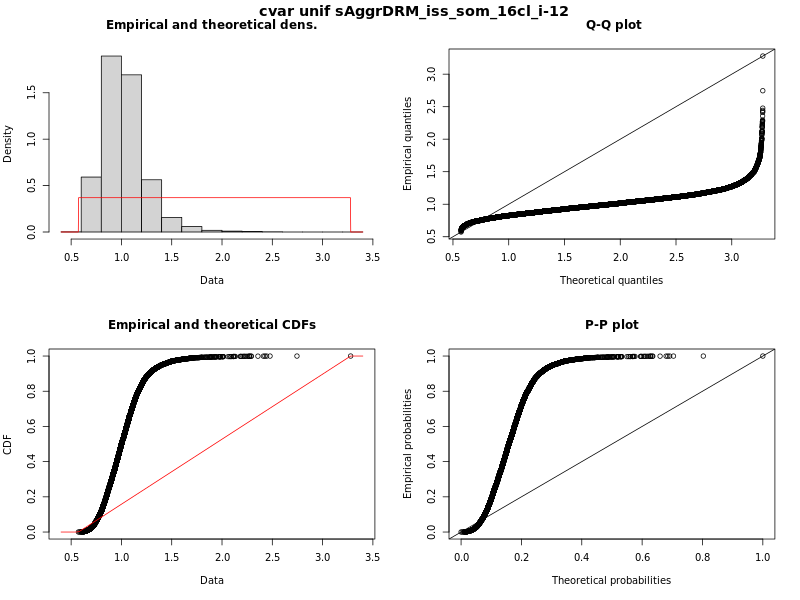 cvar unif sAggrDRM_iss_som_16cl_i-12
Empirical and theoretical dens.
Density
0.0 0.5 1.0 1.5
0.5 1.0 1.5 2.0 2.5 3.0 3.5
Data
Q-Q plot
Empirical quantiles
0.5 1.0 1.5 2.0 2.5 3.0
0.5 1.0 1.5 2.0 2.5 3.0
Theoretical quantiles
Empirical and theoretical CDFs
CDF
0.0 0.2 0.4 0.6 0.8 1.0
0.5 1.0 1.5 2.0 2.5 3.0 3.5
Data
P-P plot
Empirical probabilities
0.0 0.2 0.4 0.6 0.8 1.0
0.0 0.2 0.4 0.6 0.8 1.0
Theoretical probabilities